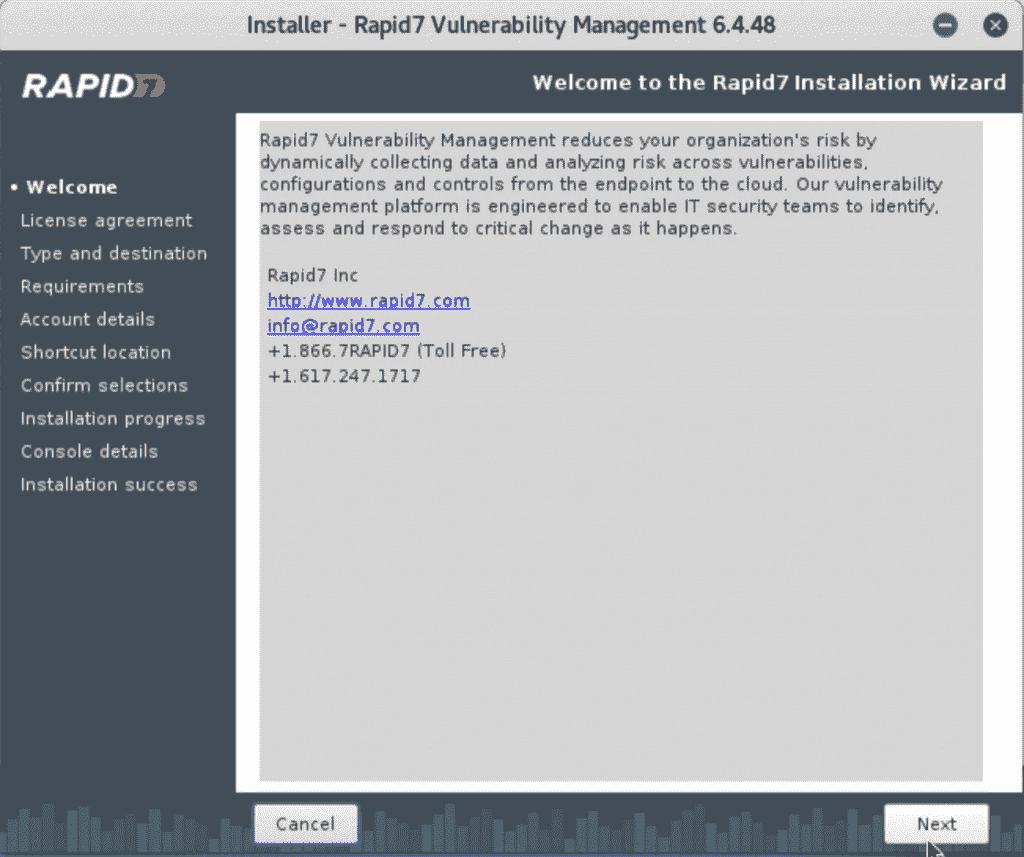 Installer - Rapid7 Vulnerability Management 6.4.48
RAPID7
Welcome to the Rapid7 Installation Wizard
• Welcome
License agreement
Type and destination
Requirements
Account details
Shortcut location
Confirm selections
Installation progress
Console details
Installation success
Rapid7 Vulnerability Management reduces your organization's risk by
dynamically collecting data and analyzing risk across vulnerabilities,
configurations and controls from the endpoint to the cloud. Our vulnerability
management platform is engineered to enable IT security teams to identify,
assess and respond to critical change as it happens.
Rapid7 Inc
http://www.rapid7.com
info@rapid7.com
+1.866.7RAPID7 (Toll Free)
+1.617.247.1717
Cancel
Next